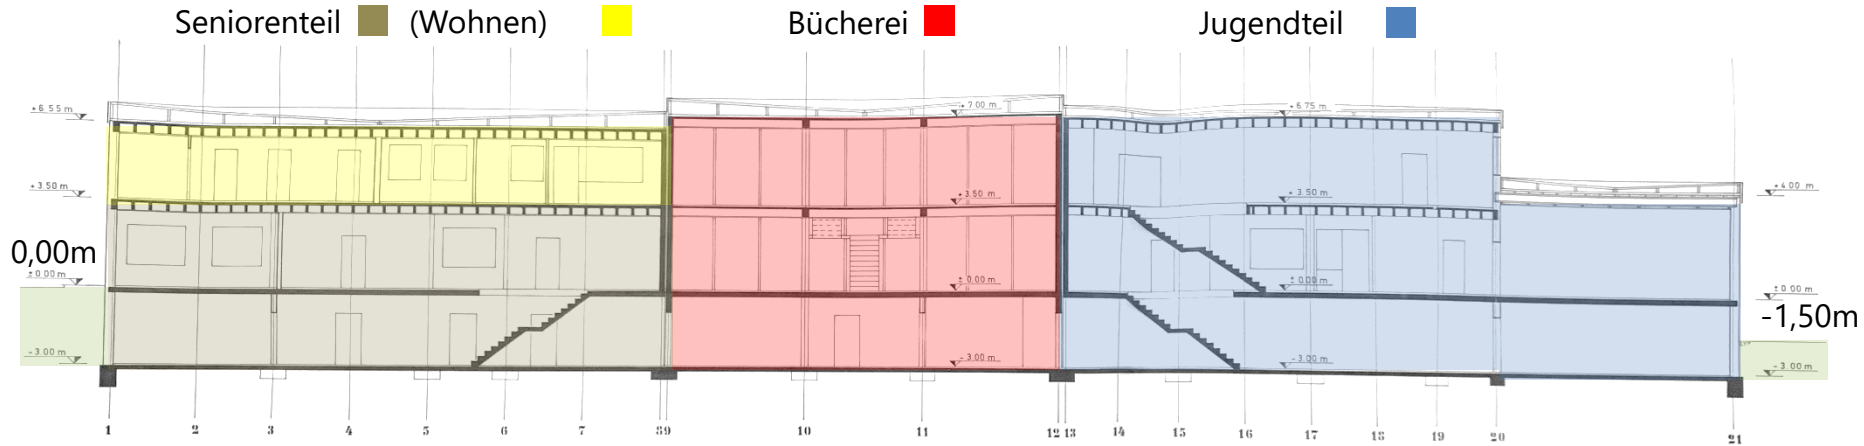 Seniorenteil (Wohnen) Bücherei Jugendteil
+6.55 m
+7.00 m
+6.75 m
+3.50 m
+3.50 m
+3.50 m
+4.00 m
0,00m
±0.00 m
±0.00 m
±0.00 m
±0.00 m
-1,50m
-3.00 m
-3.00 m
-3.00 m
-3.00 m
1 2 3 4 5 6 7 8 9 10 11 12 13 14 15 16 17 18 19 20 21